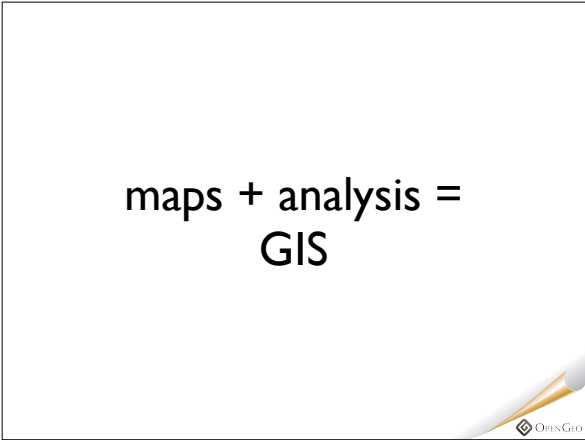 maps + analysis =
GIS
OPENGEO